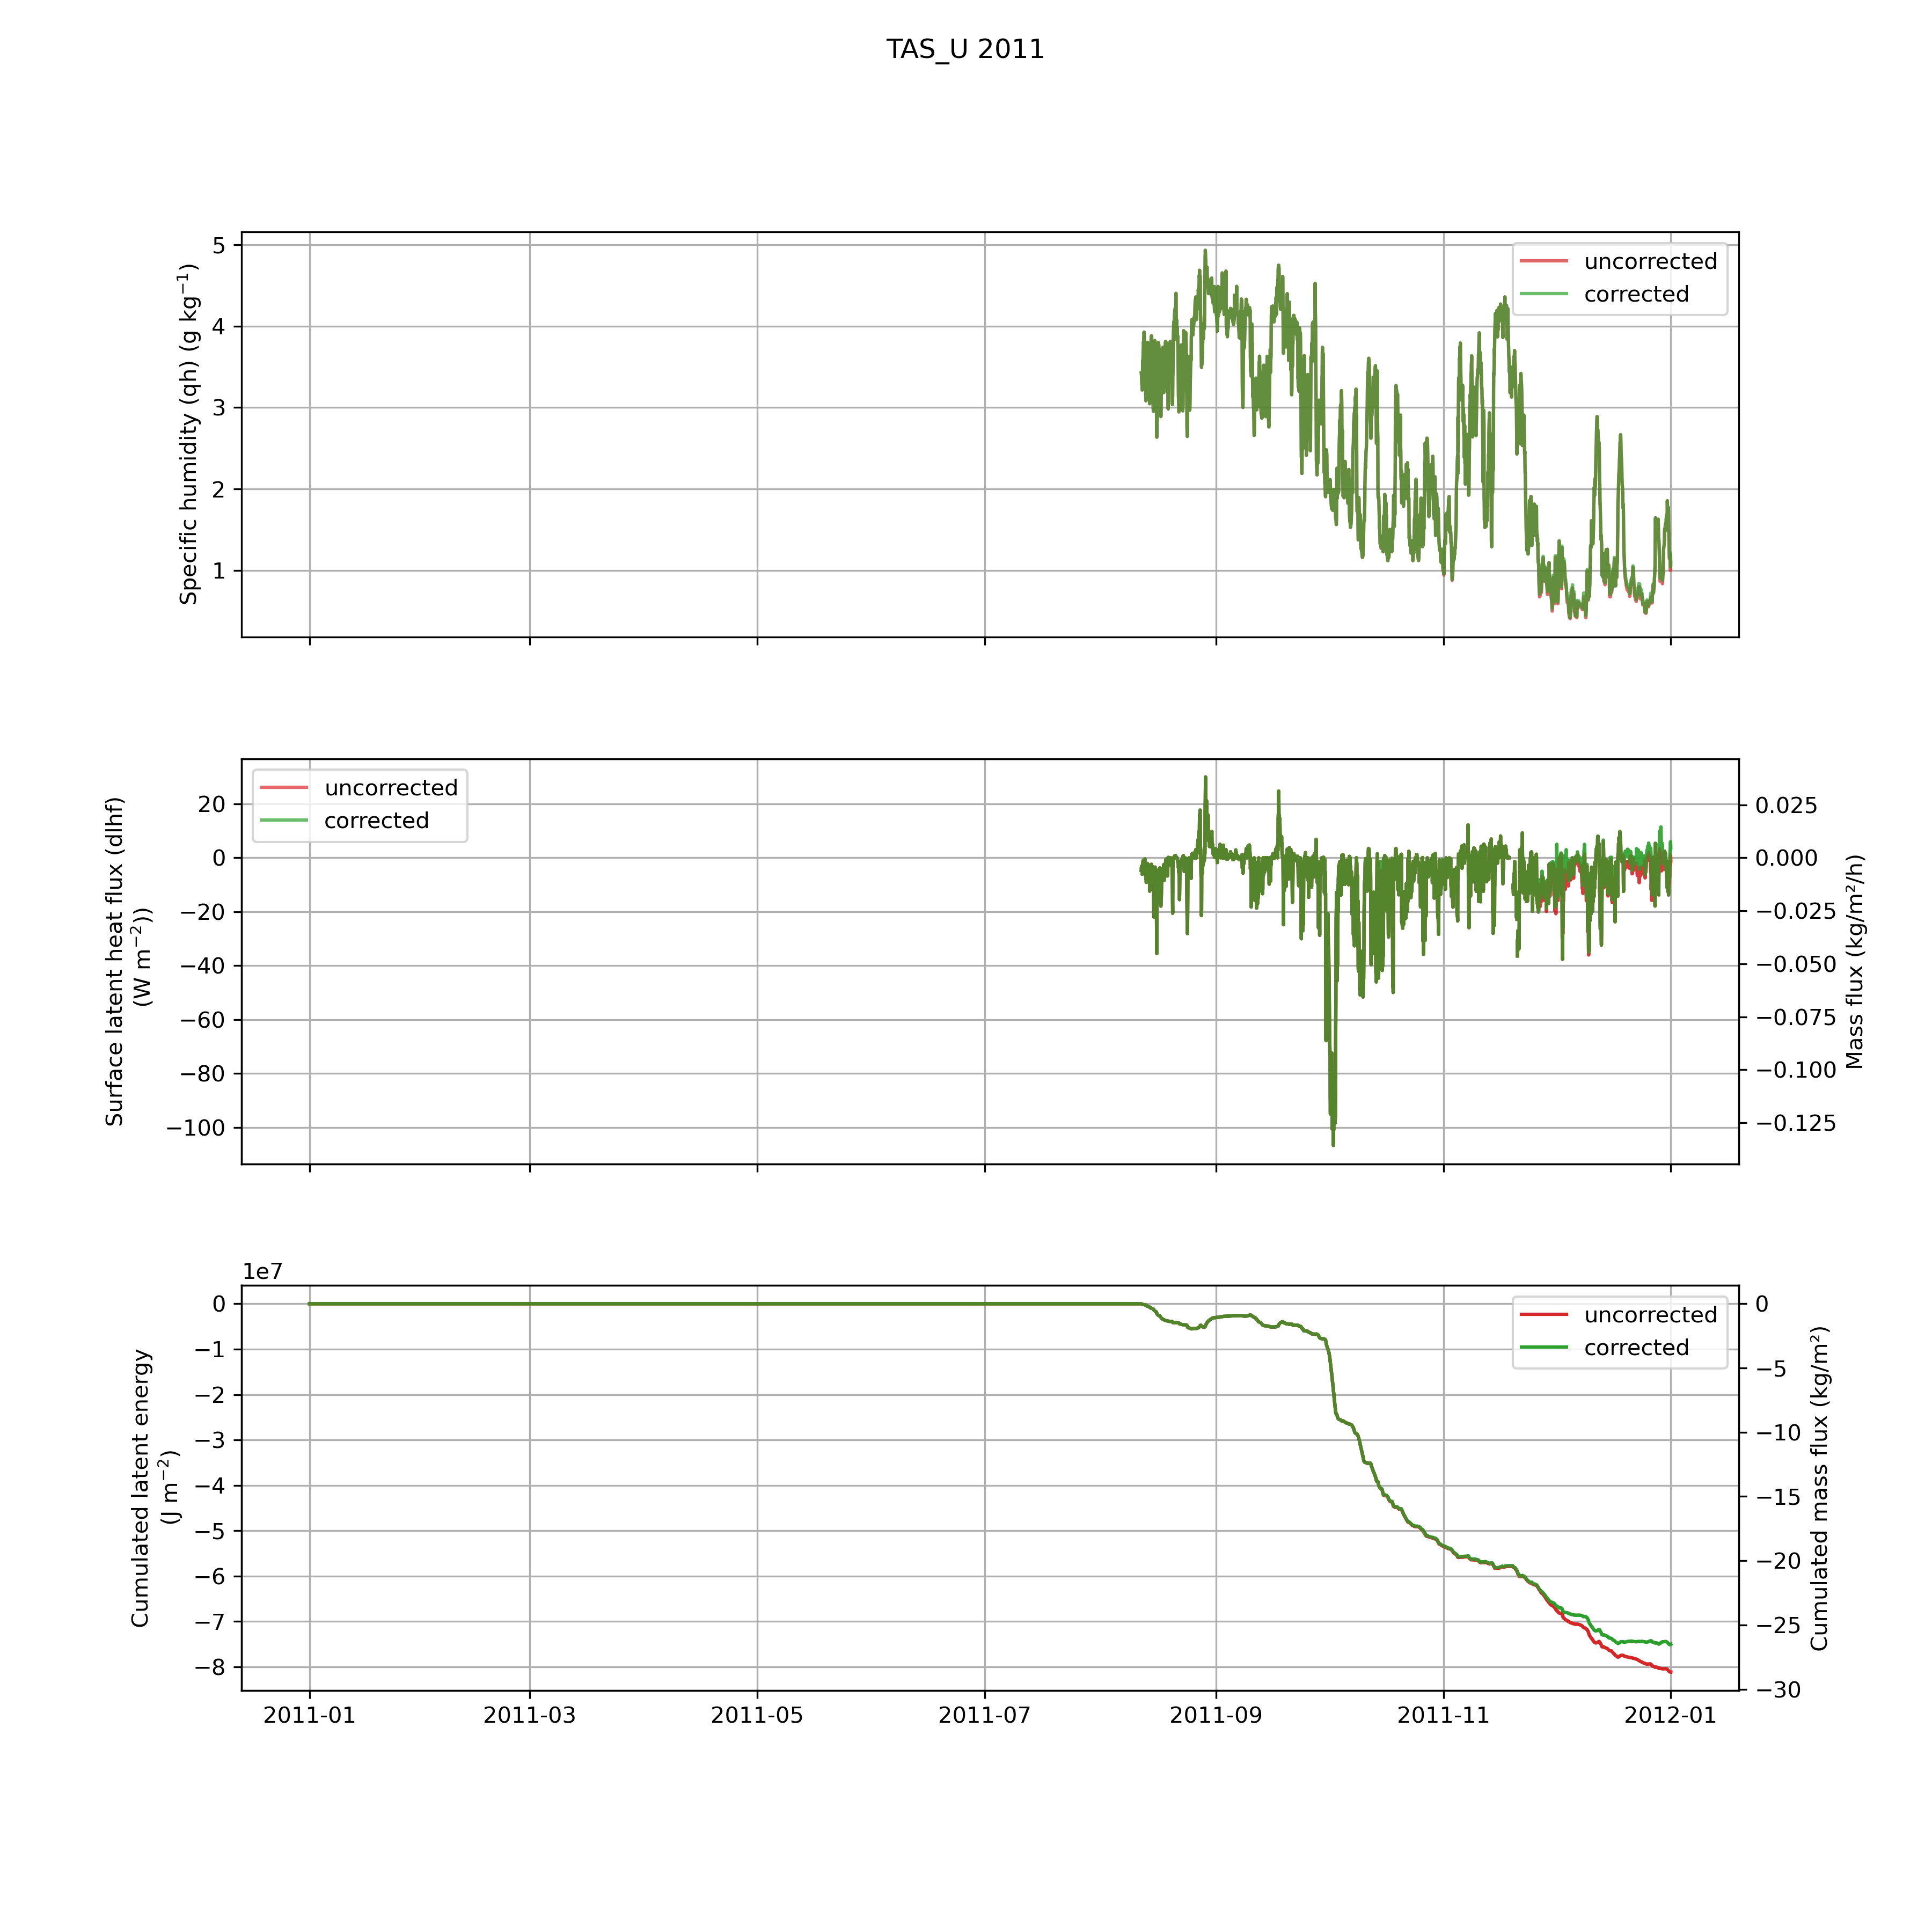 TAS_U 2011
Specific humidity (qh) (g kg⁻¹)
5
4
3
2
1
uncorrected
corrected
Surface latent heat flux (dlhf)
(W m⁻²))
20
0
−20
−40
−60
−80
−100
uncorrected
corrected
0.025
0.000
−0.025
−0.050
−0.075
−0.100
−0.125
Mass flux (kg/m²/h)
1e7
Cumulated latent energy
(J m⁻²)
0
−1
−2
−3
−4
−5
−6
−7
−8
uncorrected
corrected
0
−5
−10
−15
−20
−25
−30
Cumulated mass flux (kg/m²)
2011-01 2011-03 2011-05 2011-07 2011-09 2011-11 2012-01